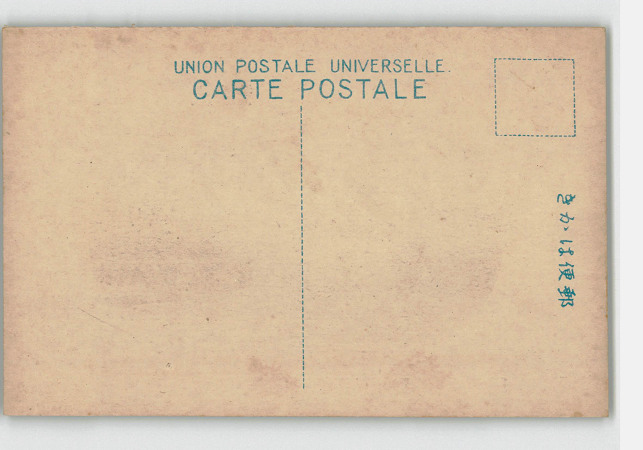 UNION POSTALE UNIVERSELLE.
CARTE POSTALE
郵便はかき